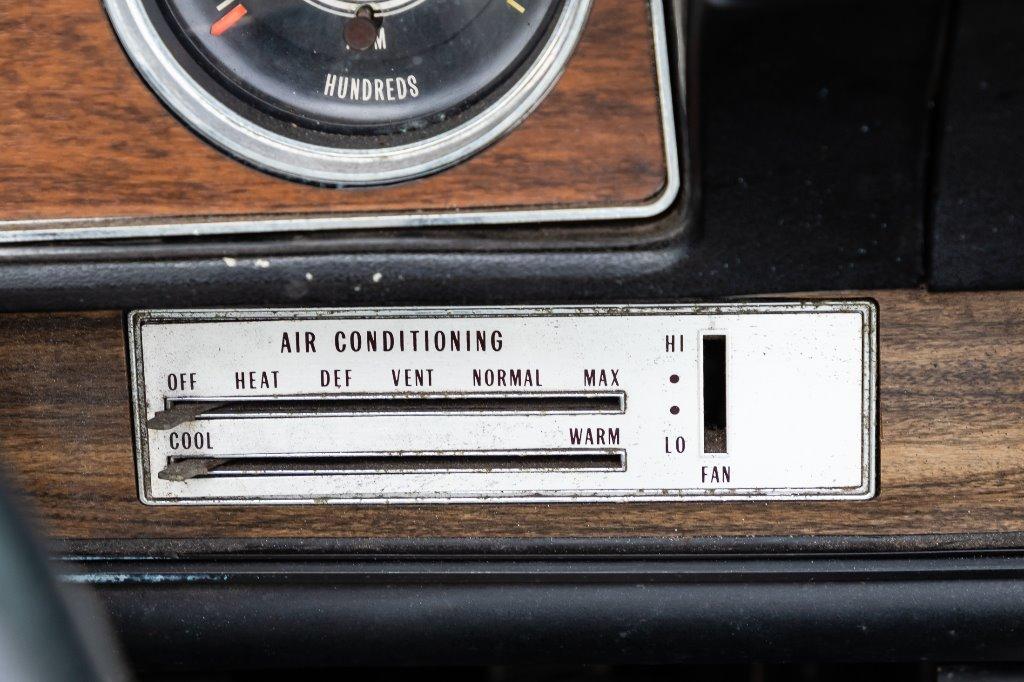 HUNDREDS
AIR CONDITIONING
OFF HEAT DEF VENT NORMAL MAX
COOL WARM
HI
LO
FAN